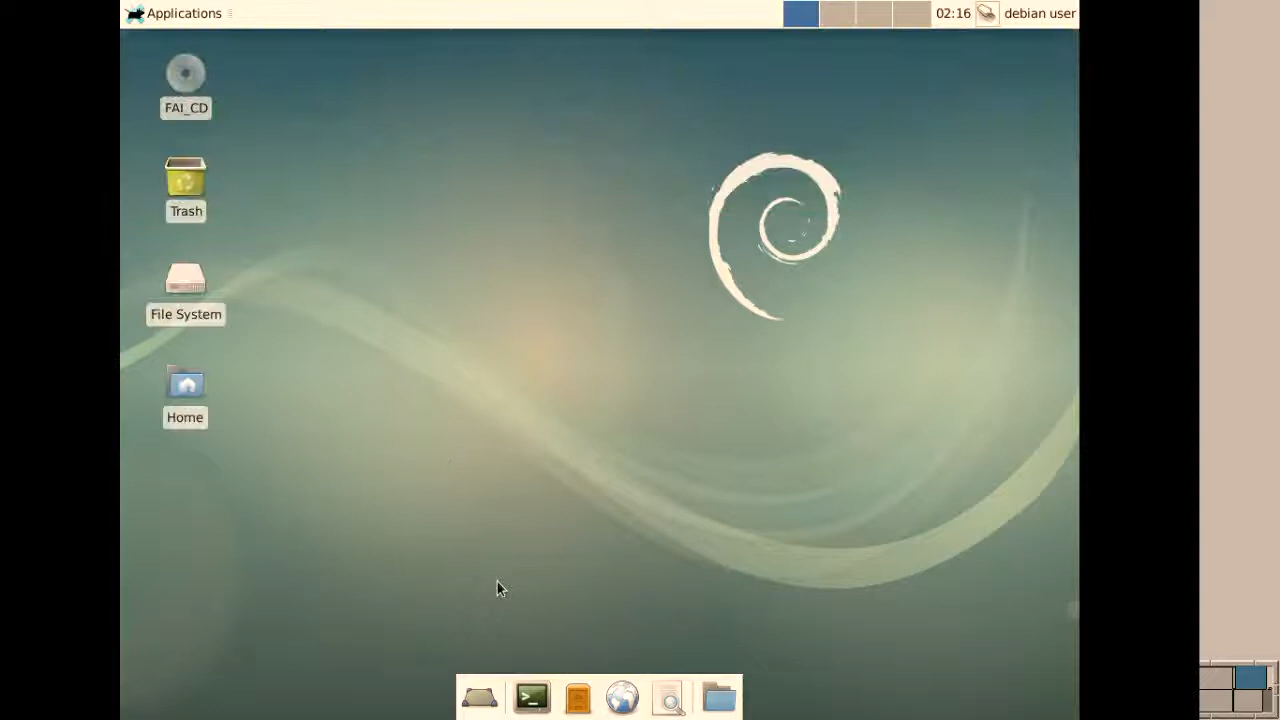 Applications
02:16
debian user
FAI_CD
Trash
File System
Home